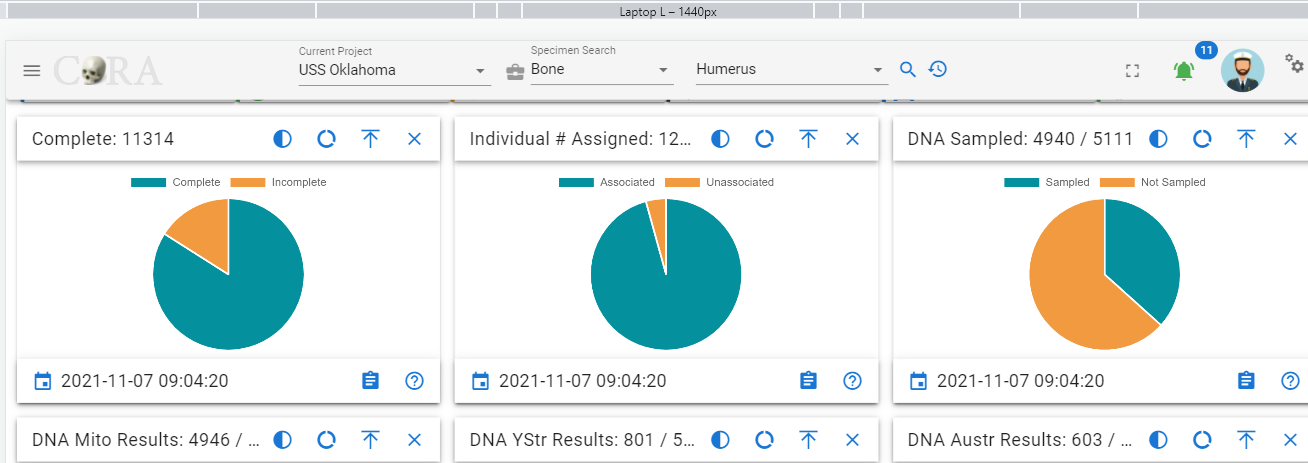 Laptop L – 1440px
CORA
Current Project
USS Oklahoma
Specimen Search
Bone
Humerus
11
Complete: 11314
Individual # Assigned: 12...
DNA Sampled: 4940 / 5111
Complete Incomplete
Associated Unassociated
Sampled Not Sampled
2021-11-07 09:04:20
2021-11-07 09:04:20
2021-11-07 09:04:20
DNA Mito Results: 4946 / ...
DNA YStr Results: 801 / 5...
DNA Austr Results: 603 / ...